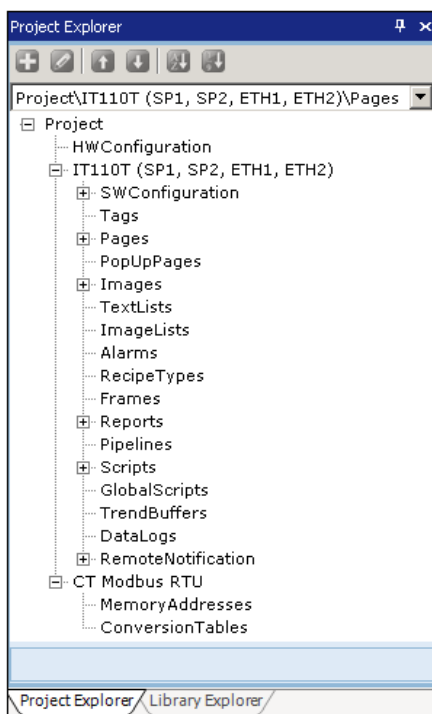 Project Explorer
Project\IT110T (SP1, SP2, ETH1, ETH2)\Pages
Project
HWConfiguration
IT110T (SP1, SP2, ETH1, ETH2)
SWConfiguration
Tags
Pages
PopUpPages
Images
TextLists
ImageLists
Alarms
RecipeTypes
Frames
Reports
Pipelines
Scripts
GlobalScripts
TrendBuffers
DataLogs
RemoteNotification
CT Modbus RTU
MemoryAddresses
ConversionTables
Project Explorer Library Explorer